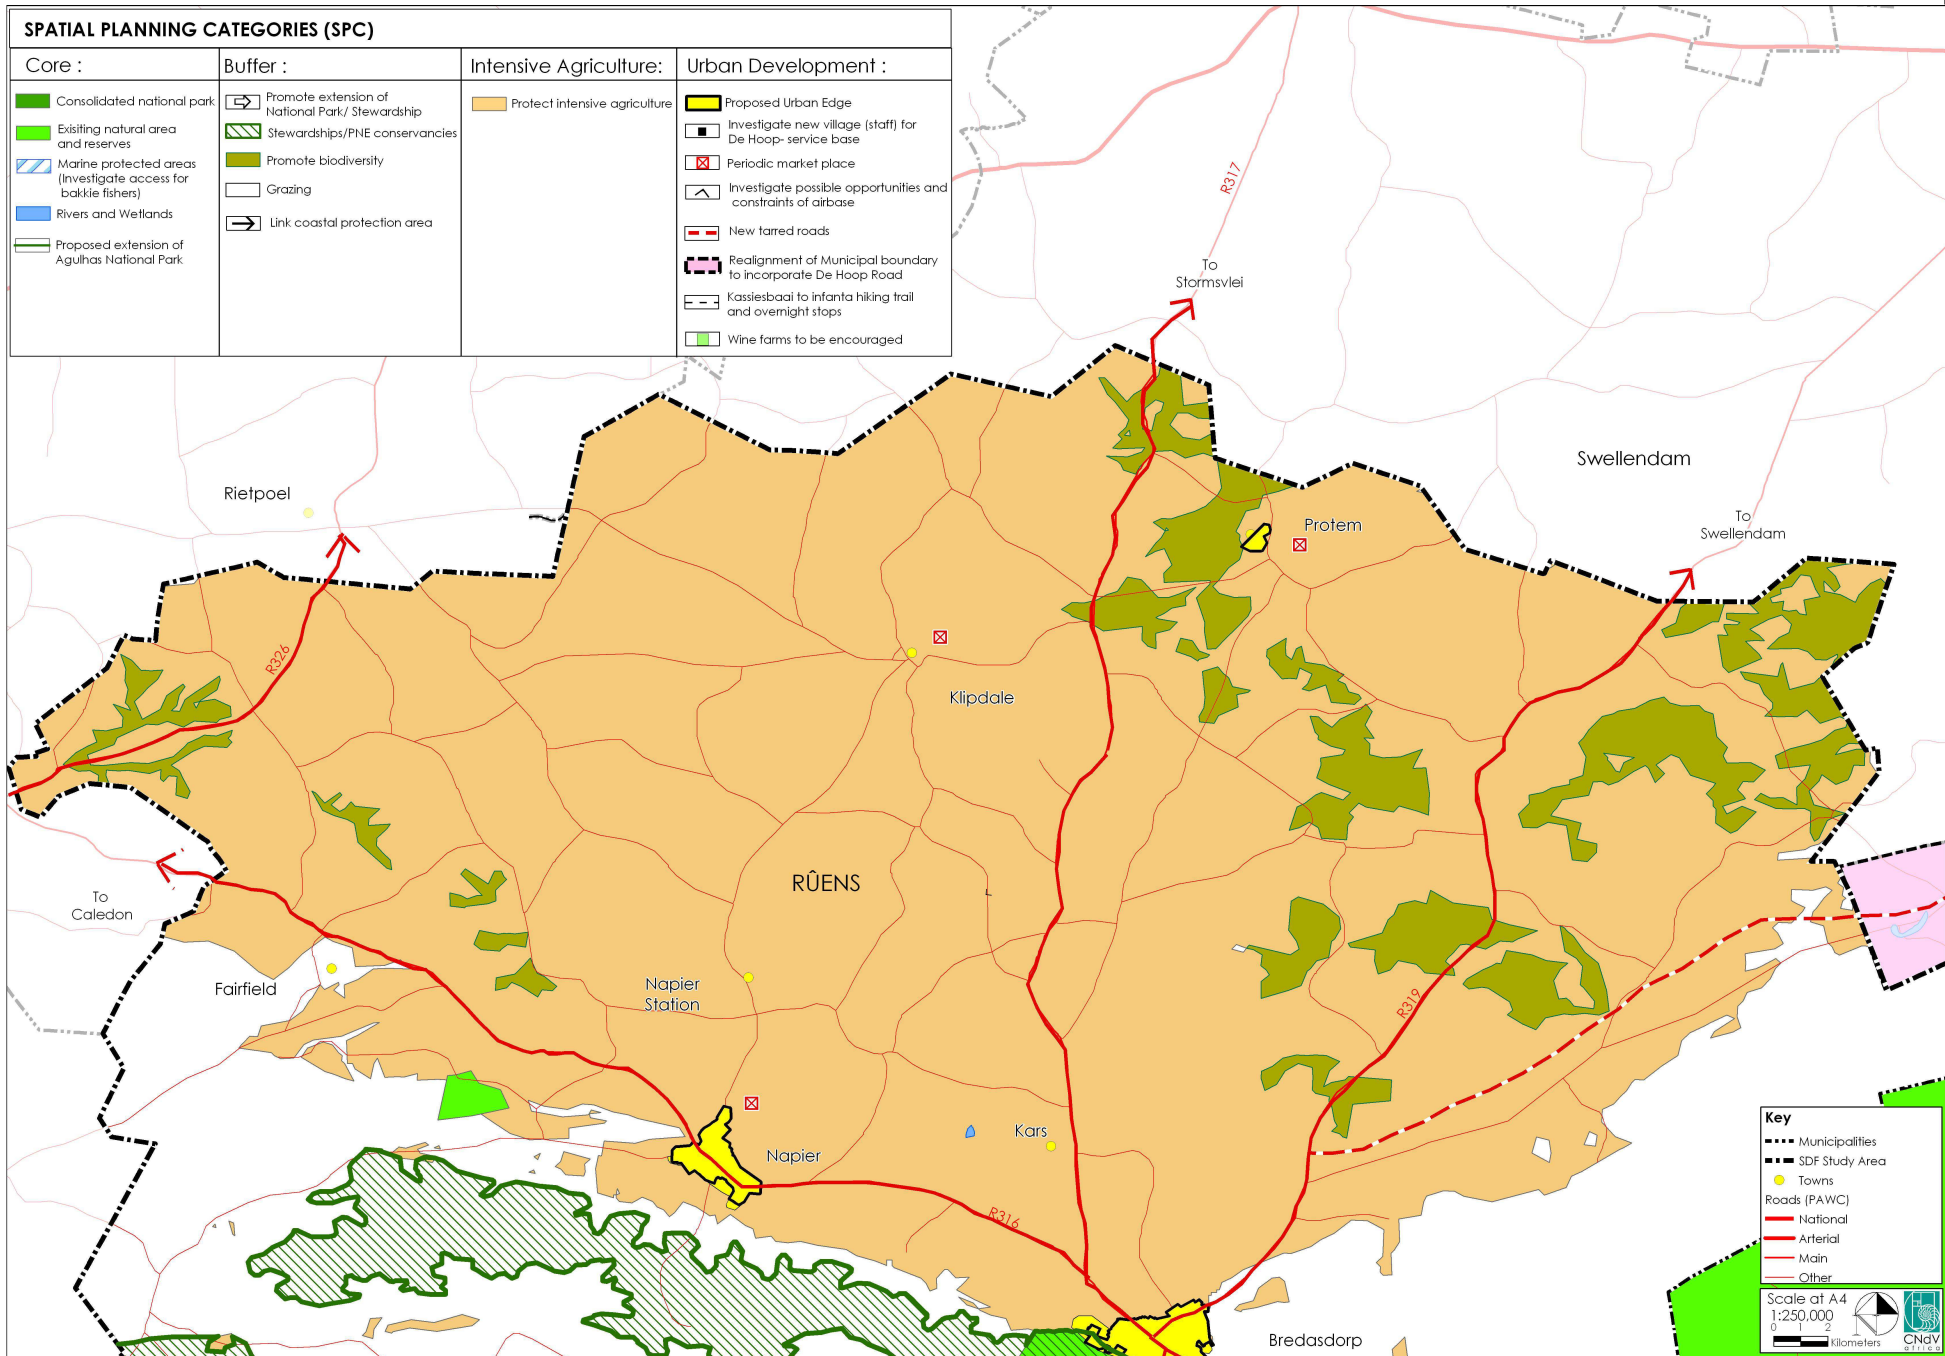 SPATIAL PLANNING CATEGORIES (SPC)
Core :
Consolidated national park
Exisiting natural area
and reserves
Marine protected areas
(Investigate access for
bakkie fishers)
Rivers and Wetlands
Proposed extension of
Agulhas National Park
Buffer :
Promote extension of
National Park/ Stewardship
Stewardships/PNE conservancies
Promote biodiversity
Grazing
Link coastal protection area
Intensive Agriculture:
Protect intensive agriculture
Urban Development :
Proposed Urban Edge
Investigate new village (staff) for
De Hoop- service base
Periodic market place
Investigate possible opportunities and
constraints of airbase
New tarred roads
Realignment of Municipal boundary
to incorporate De Hoop Road
Kassiesbaai to infanta hiking trail
and overnight stops
Wine farms to be encouraged
R317
To
Stormsvlei
Swellendam
Rietpoel
To
Swellendam
Protem
R326
Klipdale
RÛENS
To
Caledon
Fairfield
Napier
Station
R319
Kars
Napier
R316
Bredasdorp
Key
Municipalities
SDF Study Area
Towns
Roads (PAWC)
National
Arterial
Main
Other
Scale at A4
1:250,000
0 1 2
Kilometers
CNdV
africa